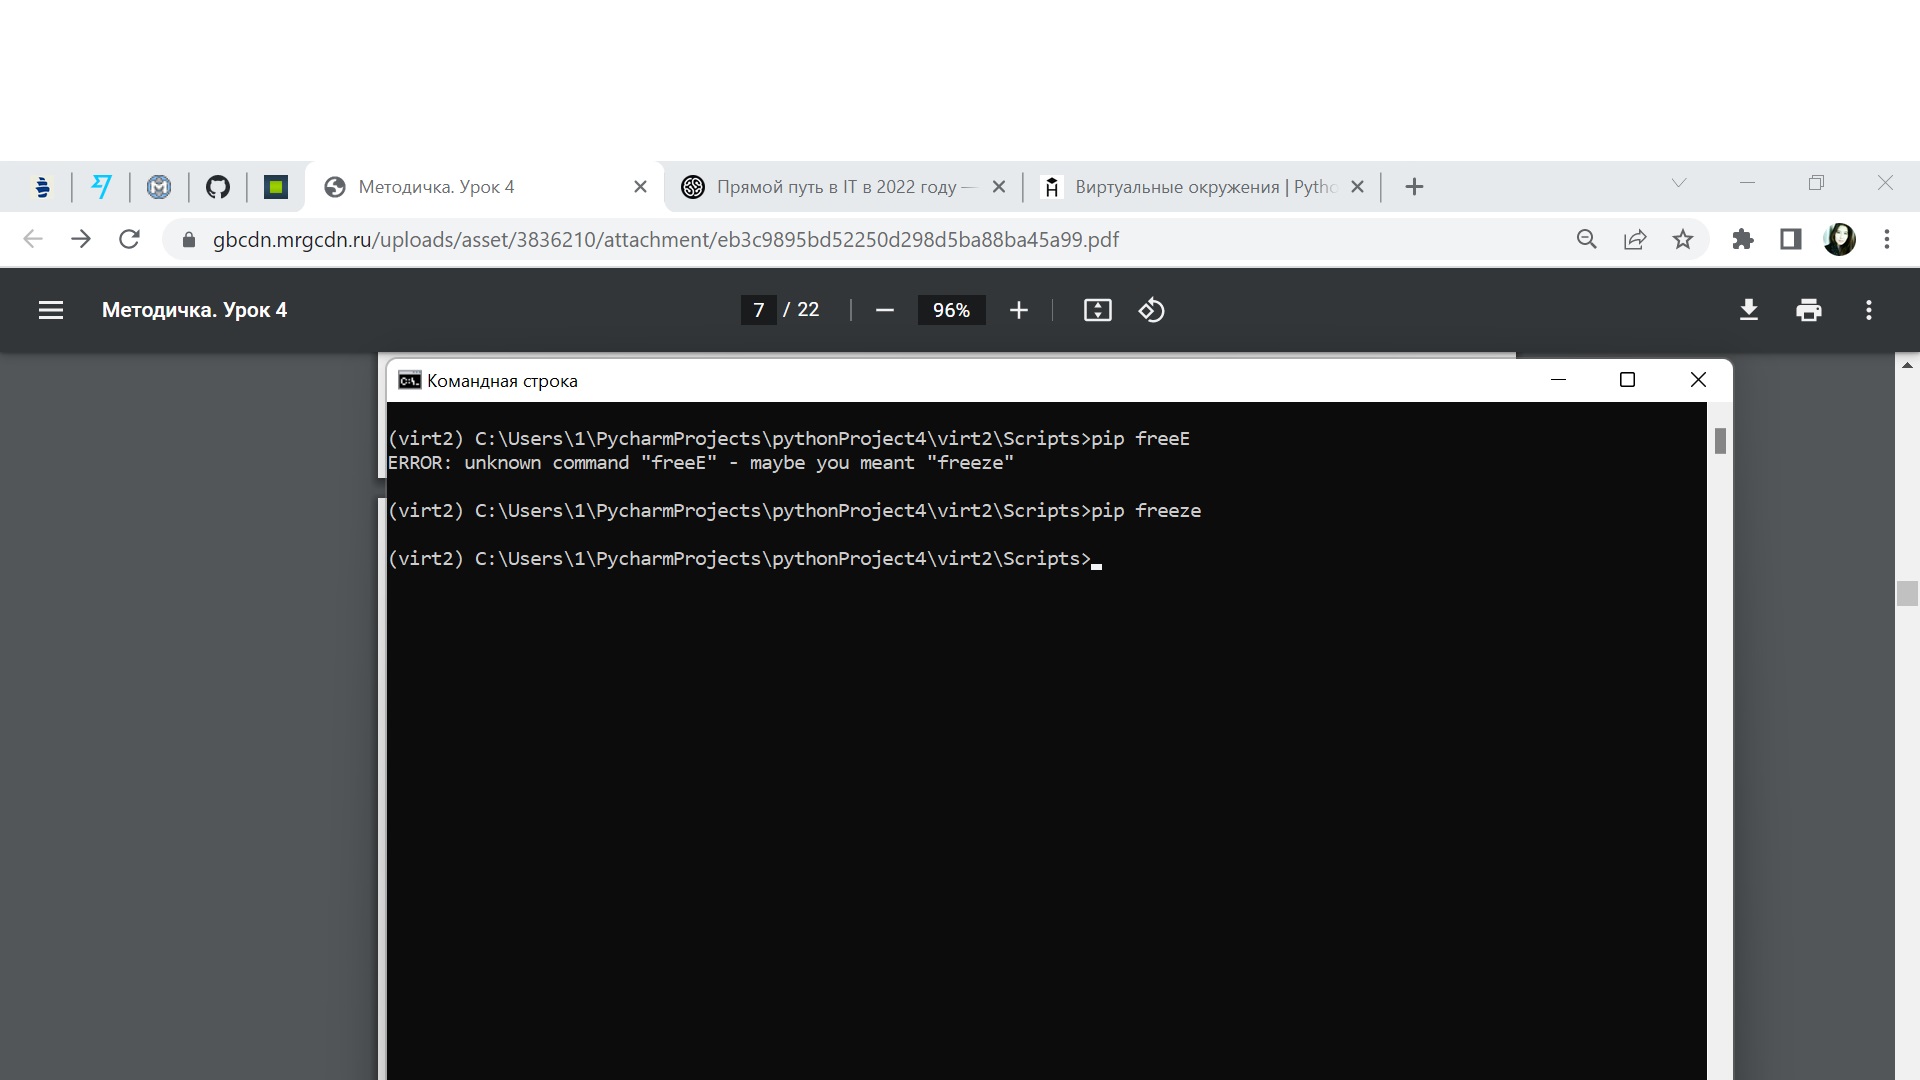 Методичка. Урок 4
Прямой путь в IT в 2022 году —
Виртуальные окружения | Pytho
gbcdn.mrgcdn.ru/uploads/asset/3836210/attachment/eb3c9895bd52250d298d5ba88ba45a99.pdf
Методичка. Урок 4
7 / 22
96%
Командная строка
(virt2) C:\Users\1\PycharmProjects\pythonProject4\virt2\Scripts>pip freeE
ERROR: unknown command "freeE" - maybe you meant "freeze"
(virt2) C:\Users\1\PycharmProjects\pythonProject4\virt2\Scripts>pip freeze
(virt2) C:\Users\1\PycharmProjects\pythonProject4\virt2\Scripts>